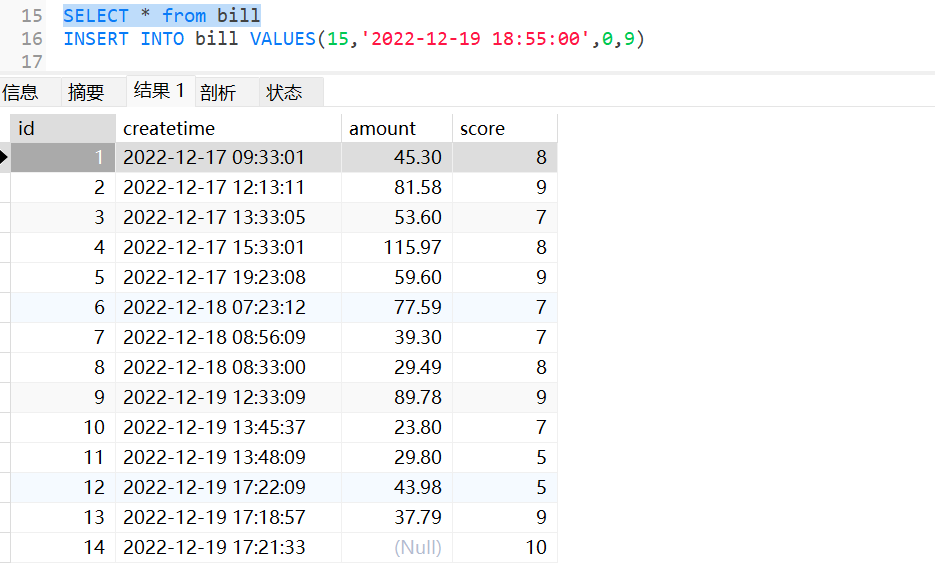 15 SELECT * from bill
16 INSERT INTO bill VALUES(15,'2022-12-19 18:55:00',0,9)
17
信息 摘要 结果 1 剖析 状态
id createtime amount score
1 2022-12-17 09:33:01 45.30 8
2 2022-12-17 12:13:11 81.58 9
3 2022-12-17 13:33:05 53.60 7
4 2022-12-17 15:33:01 115.97 8
5 2022-12-17 19:23:08 59.60 9
6 2022-12-18 07:23:12 77.59 7
7 2022-12-18 08:56:09 39.30 7
8 2022-12-18 08:33:00 29.49 8
9 2022-12-19 12:33:09 89.78 9
10 2022-12-19 13:45:37 23.80 7
11 2022-12-19 13:48:09 29.80 5
12 2022-12-19 17:22:09 43.98 5
13 2022-12-19 17:18:57 37.79 9
14 2022-12-19 17:21:33 (Null) 10